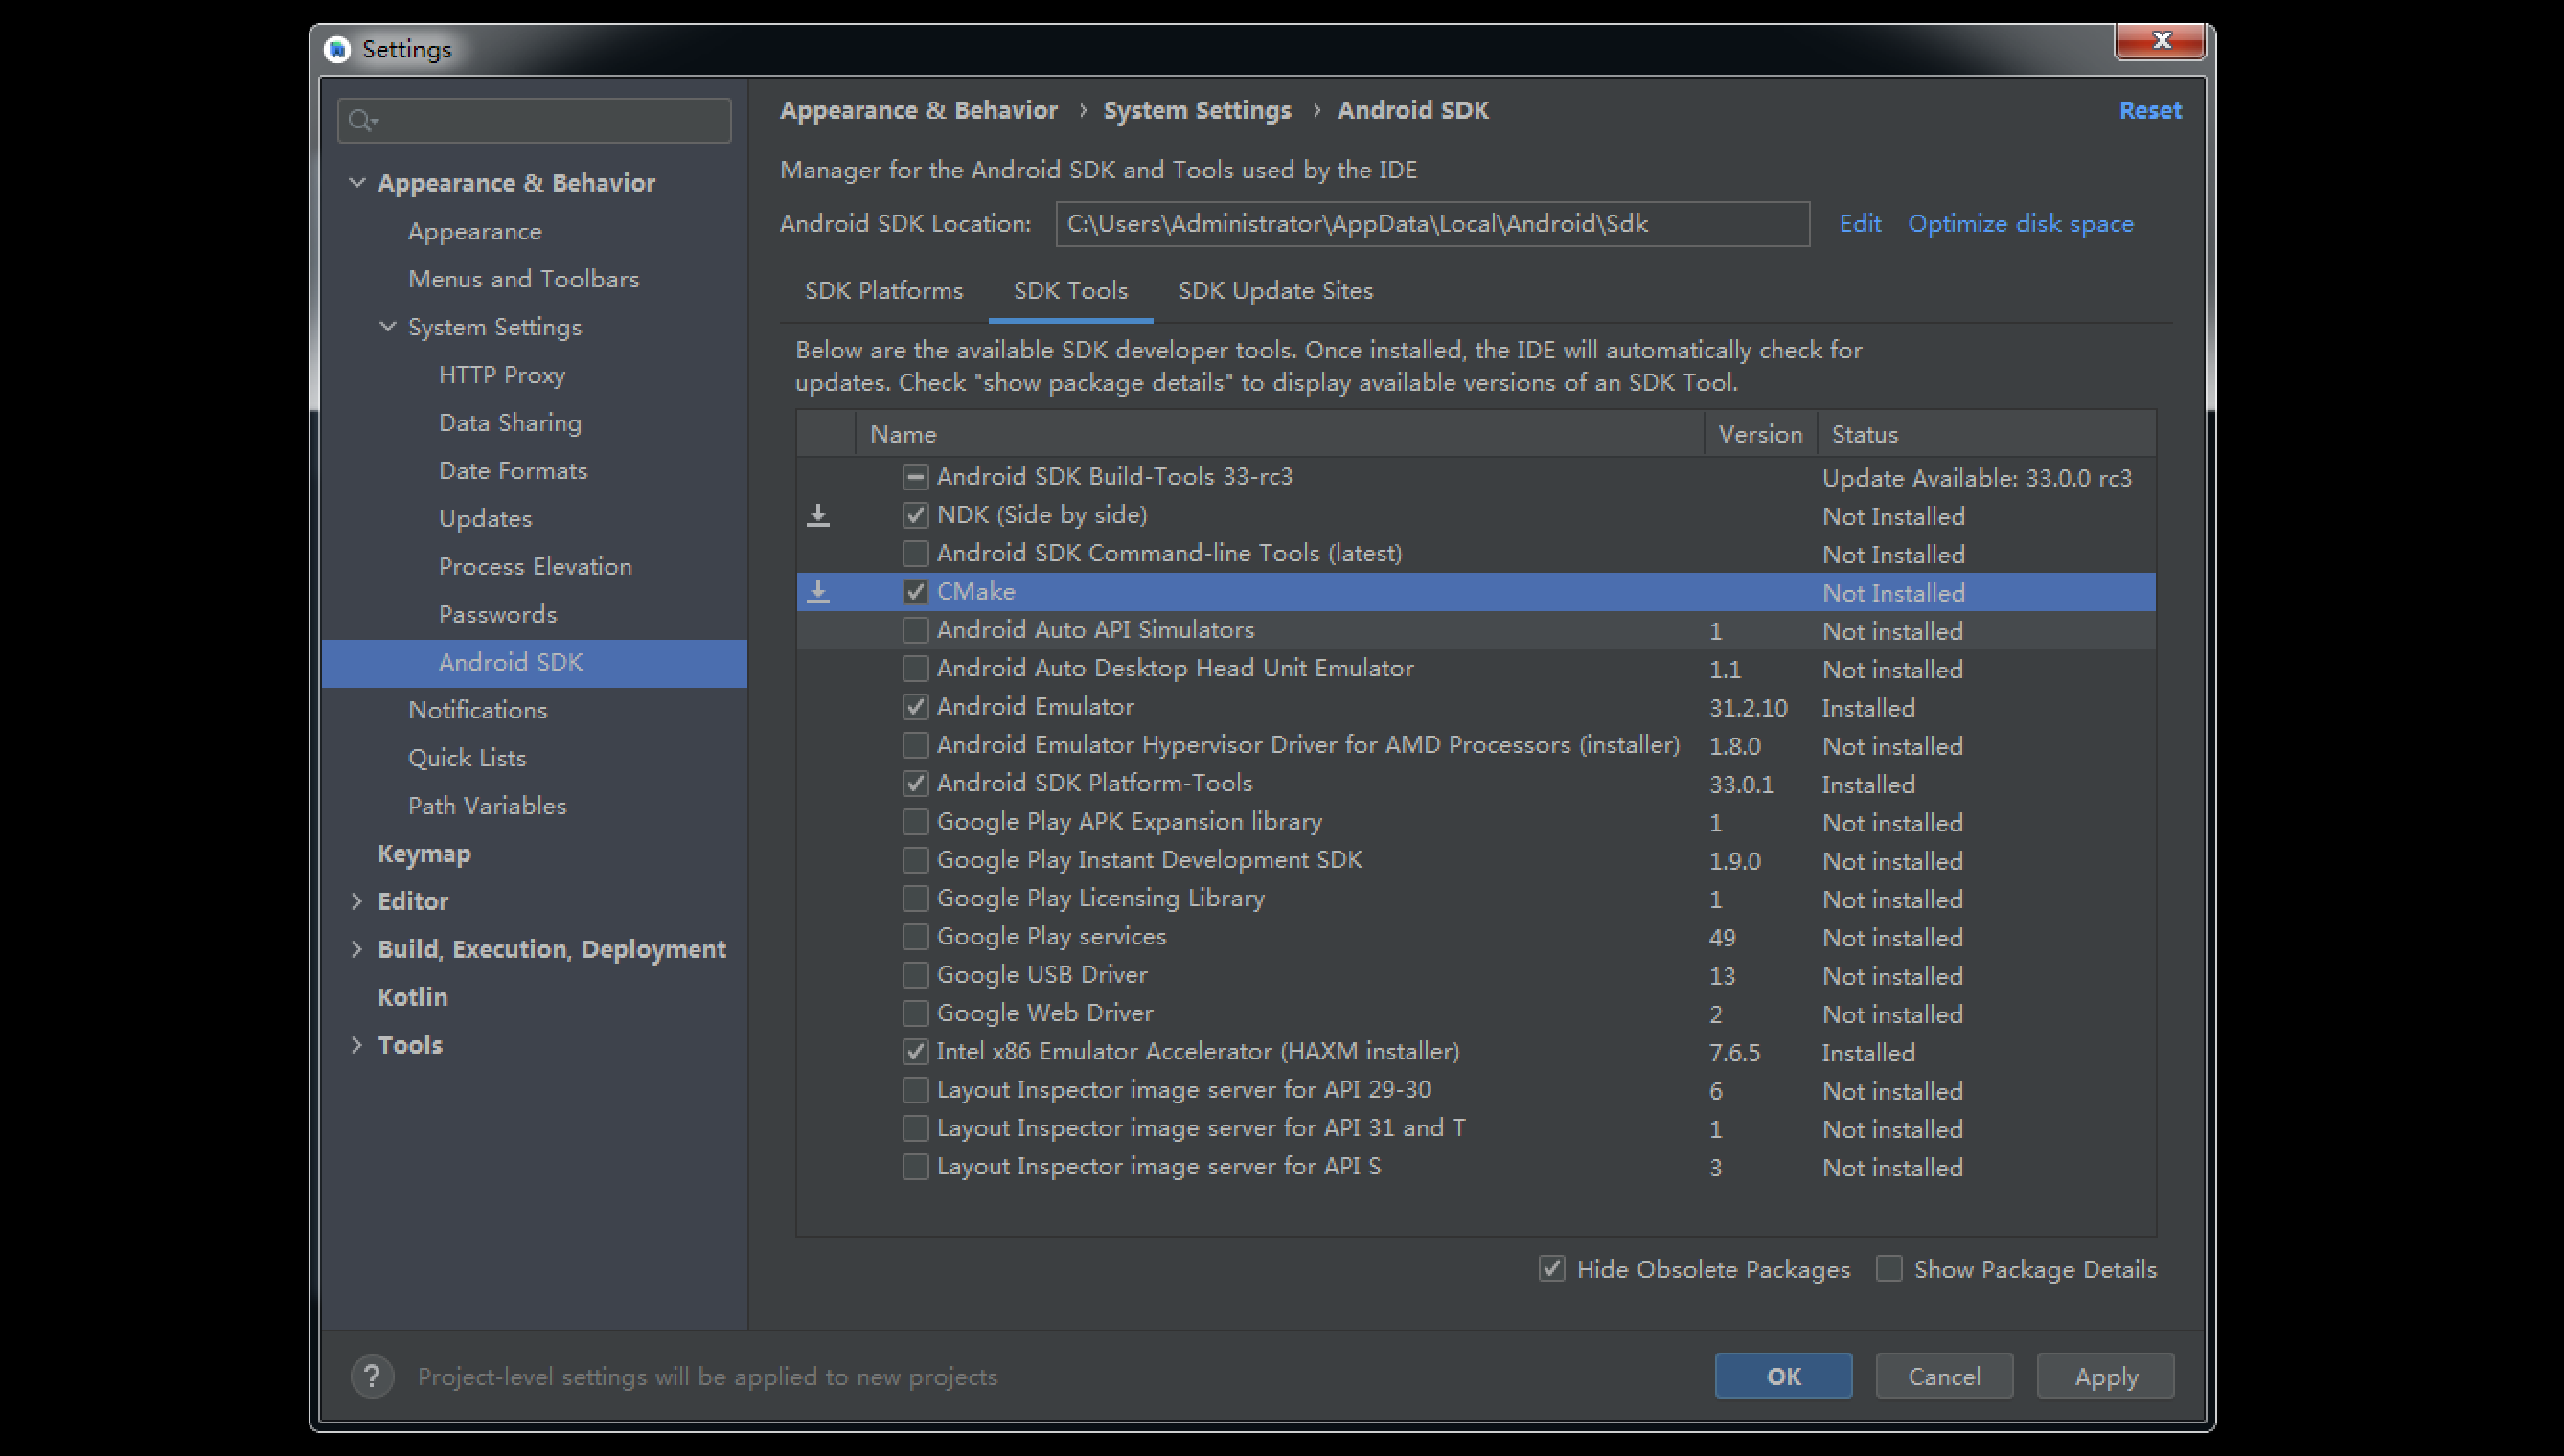 Settings
Appearance & Behavior
Appearance
Menus and Toolbars
System Settings
HTTP Proxy
Data Sharing
Date Formats
Updates
Process Elevation
Passwords
Android SDK
Notifications
Quick Lists
Path Variables
Keymap
Editor
Build, Execution, Deployment
Kotlin
Tools
Appearance & Behavior › System Settings › Android SDK Reset
Manager for the Android SDK and Tools used by the IDE
Android SDK Location: C:\Users\Administrator\AppData\Local\Android\Sdk Edit Optimize disk space
SDK Platforms SDK Tools SDK Update Sites
Below are the available SDK developer tools. Once installed, the IDE will automatically check for
updates. Check "show package details" to display available versions of an SDK Tool.
Name Version Status
Android SDK Build-Tools 33-rc3 Update Available: 33.0.0 rc3
NDK (Side by side) Not Installed
Android SDK Command-line Tools (latest) Not Installed
CMake Not Installed
Android Auto API Simulators 1 Not installed
Android Auto Desktop Head Unit Emulator 1.1 Not installed
Android Emulator 31.2.10 Installed
Android Emulator Hypervisor Driver for AMD Processors (installer) 1.8.0 Not installed
Android SDK Platform-Tools 33.0.1 Installed
Google Play APK Expansion library 1 Not installed
Google Play Instant Development SDK 1.9.0 Not installed
Google Play Licensing Library 1 Not installed
Google Play services 49 Not installed
Google USB Driver 13 Not installed
Google Web Driver 2 Not installed
Intel x86 Emulator Accelerator (HAXM installer) 7.6.5 Installed
Layout Inspector image server for API 29-30 6 Not installed
Layout Inspector image server for API 31 and T 1 Not installed
Layout Inspector image server for API S 3 Not installed
Hide Obsolete Packages Show Package Details
? Project-level settings will be applied to new projects OK Cancel Apply